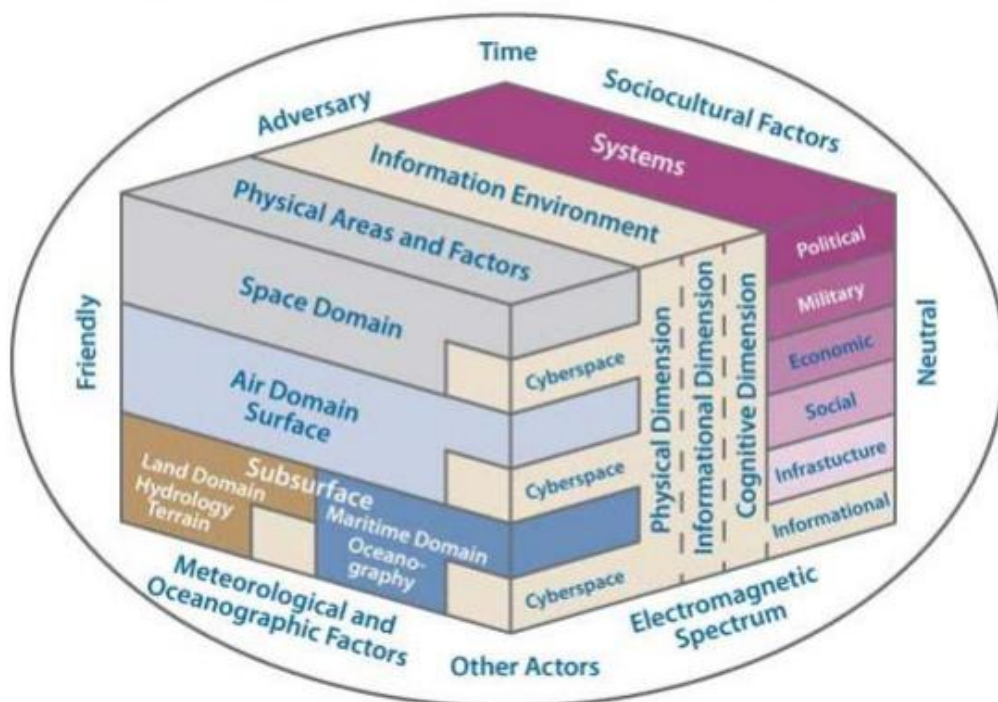 Time
Adversary
Sociocultural Factors
Systems
Information Environment
Physical Areas and Factors
Space Domain
Air Domain
Surface
Subsurface
Land Domain
Hydrology
Terrain
Maritime Domain
Oceano-
graphy
Cyberspace
Cyberspace
Cyberspace
Physical Dimension
Informational Dimension
Cognitive Dimension
Political
Military
Economic
Social
Infrastucture
Informational
Friendly
Neutral
Meteorological and
Oceanographic Factors
Other Actors
Electromagnetic
Spectrum